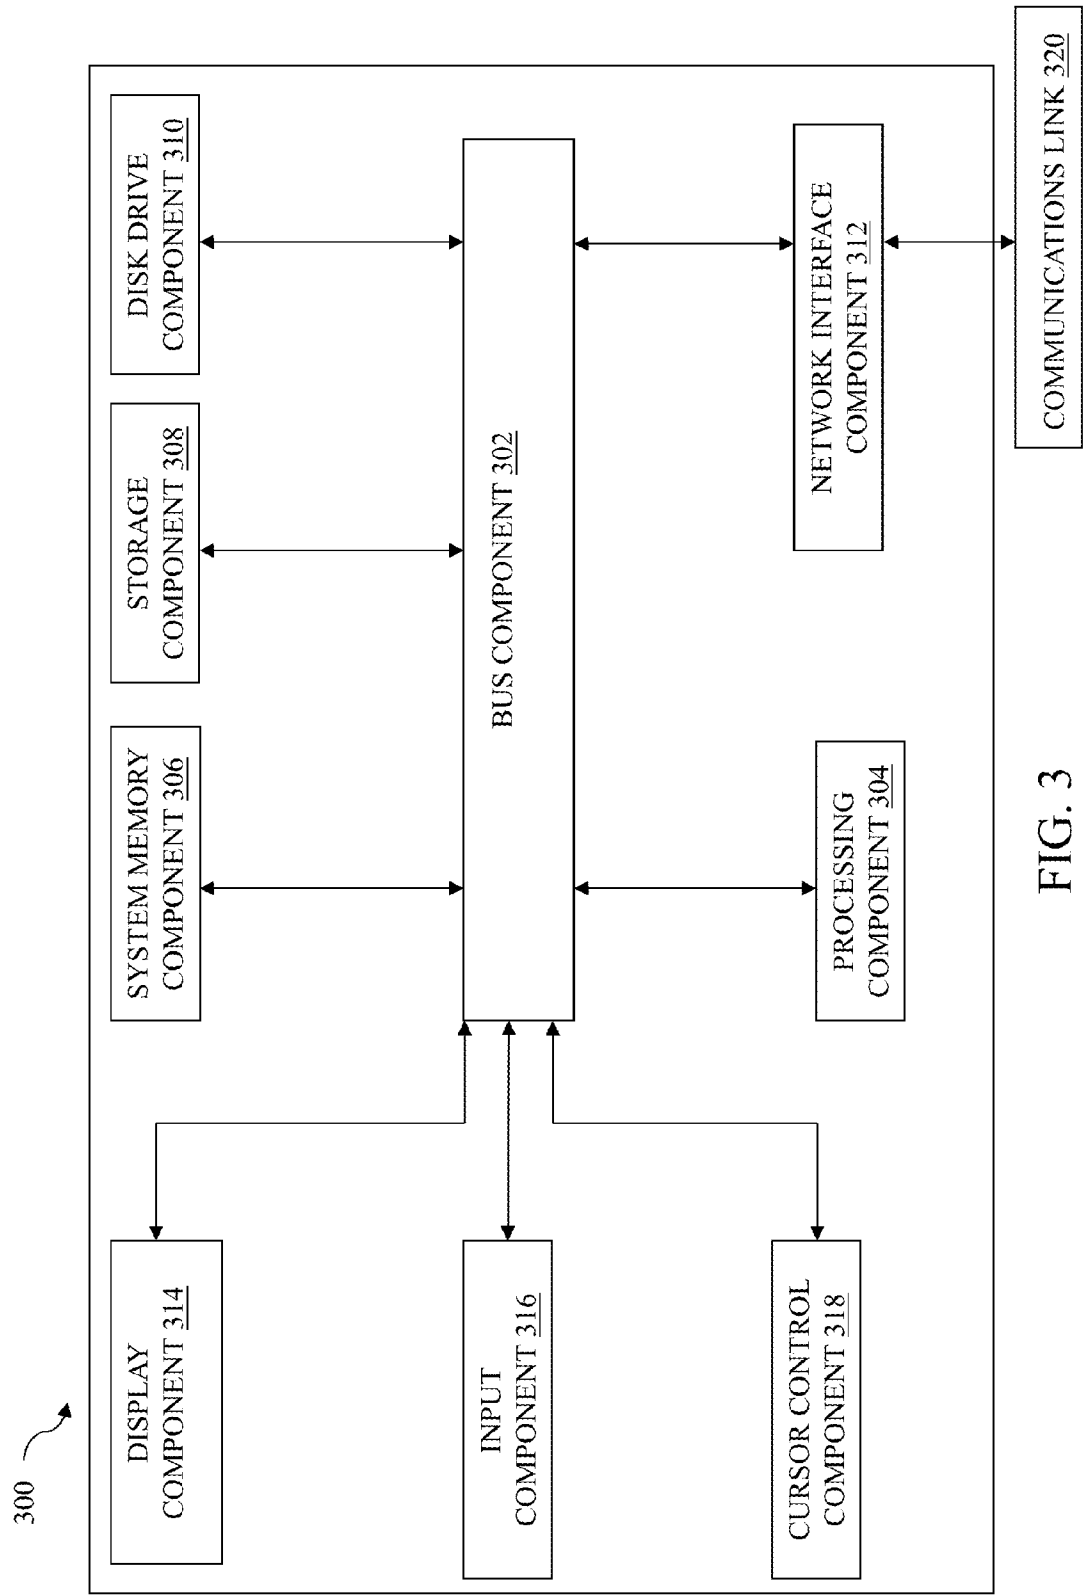 300
DISPLAY
COMPONENT 314
SYSTEM MEMORY
COMPONENT 306
STORAGE
COMPONENT 308
DISK DRIVE
COMPONENT 310
INPUT
COMPONENT 316
BUS COMPONENT 302
CURSOR CONTROL
COMPONENT 318
PROCESSING
COMPONENT 304
NETWORK INTERFACE
COMPONENT 312
COMMUNICATIONS LINK 320
FIG. 3